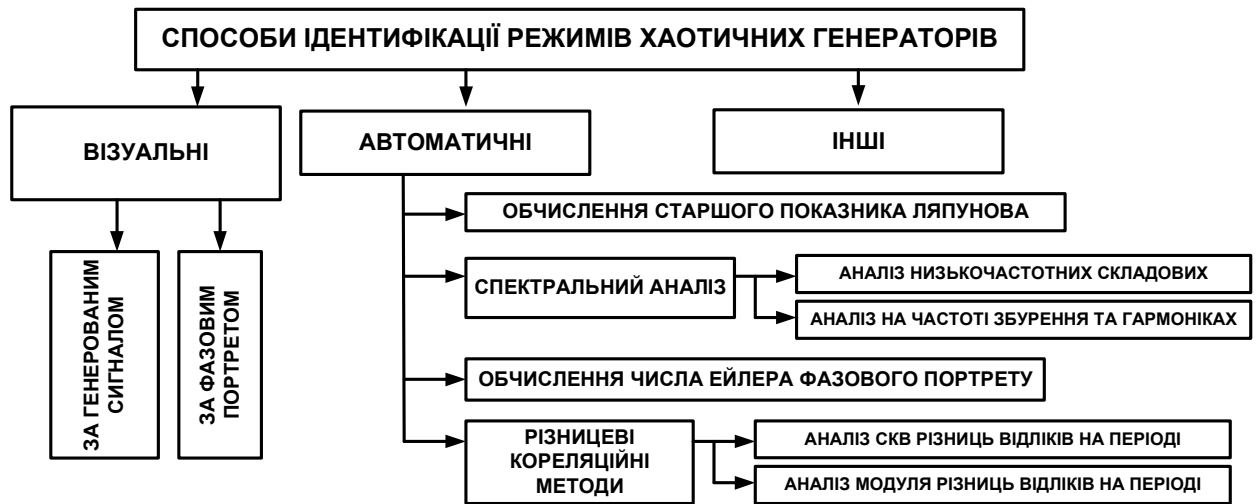 СПОСОБИ ІДЕНТИФІКАЦІЇ РЕЖИМІВ ХАОТИЧНИХ ГЕНЕРАТОРІВ
ВІЗУАЛЬНІ
АВТОМАТИЧНІ
ІНШІ
ЗА ГЕНЕРОВАНИМ
СИГНАЛОМ
ЗА ФАЗОВИМ
ПОРТРЕТОМ
ОБЧИСЛЕННЯ СТАРШОГО ПОКАЗНИКА ЛЯПУНОВА
СПЕКТРАЛЬНИЙ АНАЛІЗ
АНАЛІЗ НИЗЬКОЧАСТОТНИХ СКЛАДОВИХ
АНАЛІЗ НА ЧАСТОТІ ЗБУРЕННЯ ТА ГАРМОНІКАХ
ОБЧИСЛЕННЯ ЧИСЛА ЕЙЛЕРА ФАЗОВОГО ПОРТРЕТУ
РІЗНИЦЕВІ
КОРЕЛЯЦІЙНІ
МЕТОДИ
АНАЛІЗ СКВ РІЗНИЦЬ ВІДЛІКІВ НА ПЕРІОДІ
АНАЛІЗ МОДУЛЯ РІЗНИЦЬ ВІДЛІКІВ НА ПЕРІОДІ